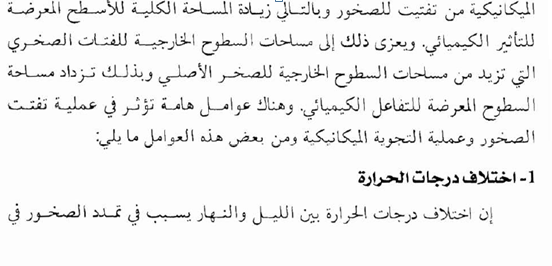 الميكانيكية من تفتيت للصخور وبالتالي زيادة المساحة الكلية للأسطح المعرضة
للتأثير الكيميائي. ويعزى ذلك إلى مساحات السطوح الخارجية للفتات الصخري
التي تزيد من مساحات السطوح الخارجية للصخر الأصلي وبذلك تزداد مساحة
السطوح المعرضة للتفاعل الكيميائي. وهناك عوامل هامة تؤثر في عملية تفتت
الصخور وعملية التجوية الميكانيكية ومن بعض هذه العوامل ما يلي:
1- اختلاف درجات الحرارة
إن اختلاف درجات الحرارة بين الليل والنهار يسبب في تمدد الصخور في